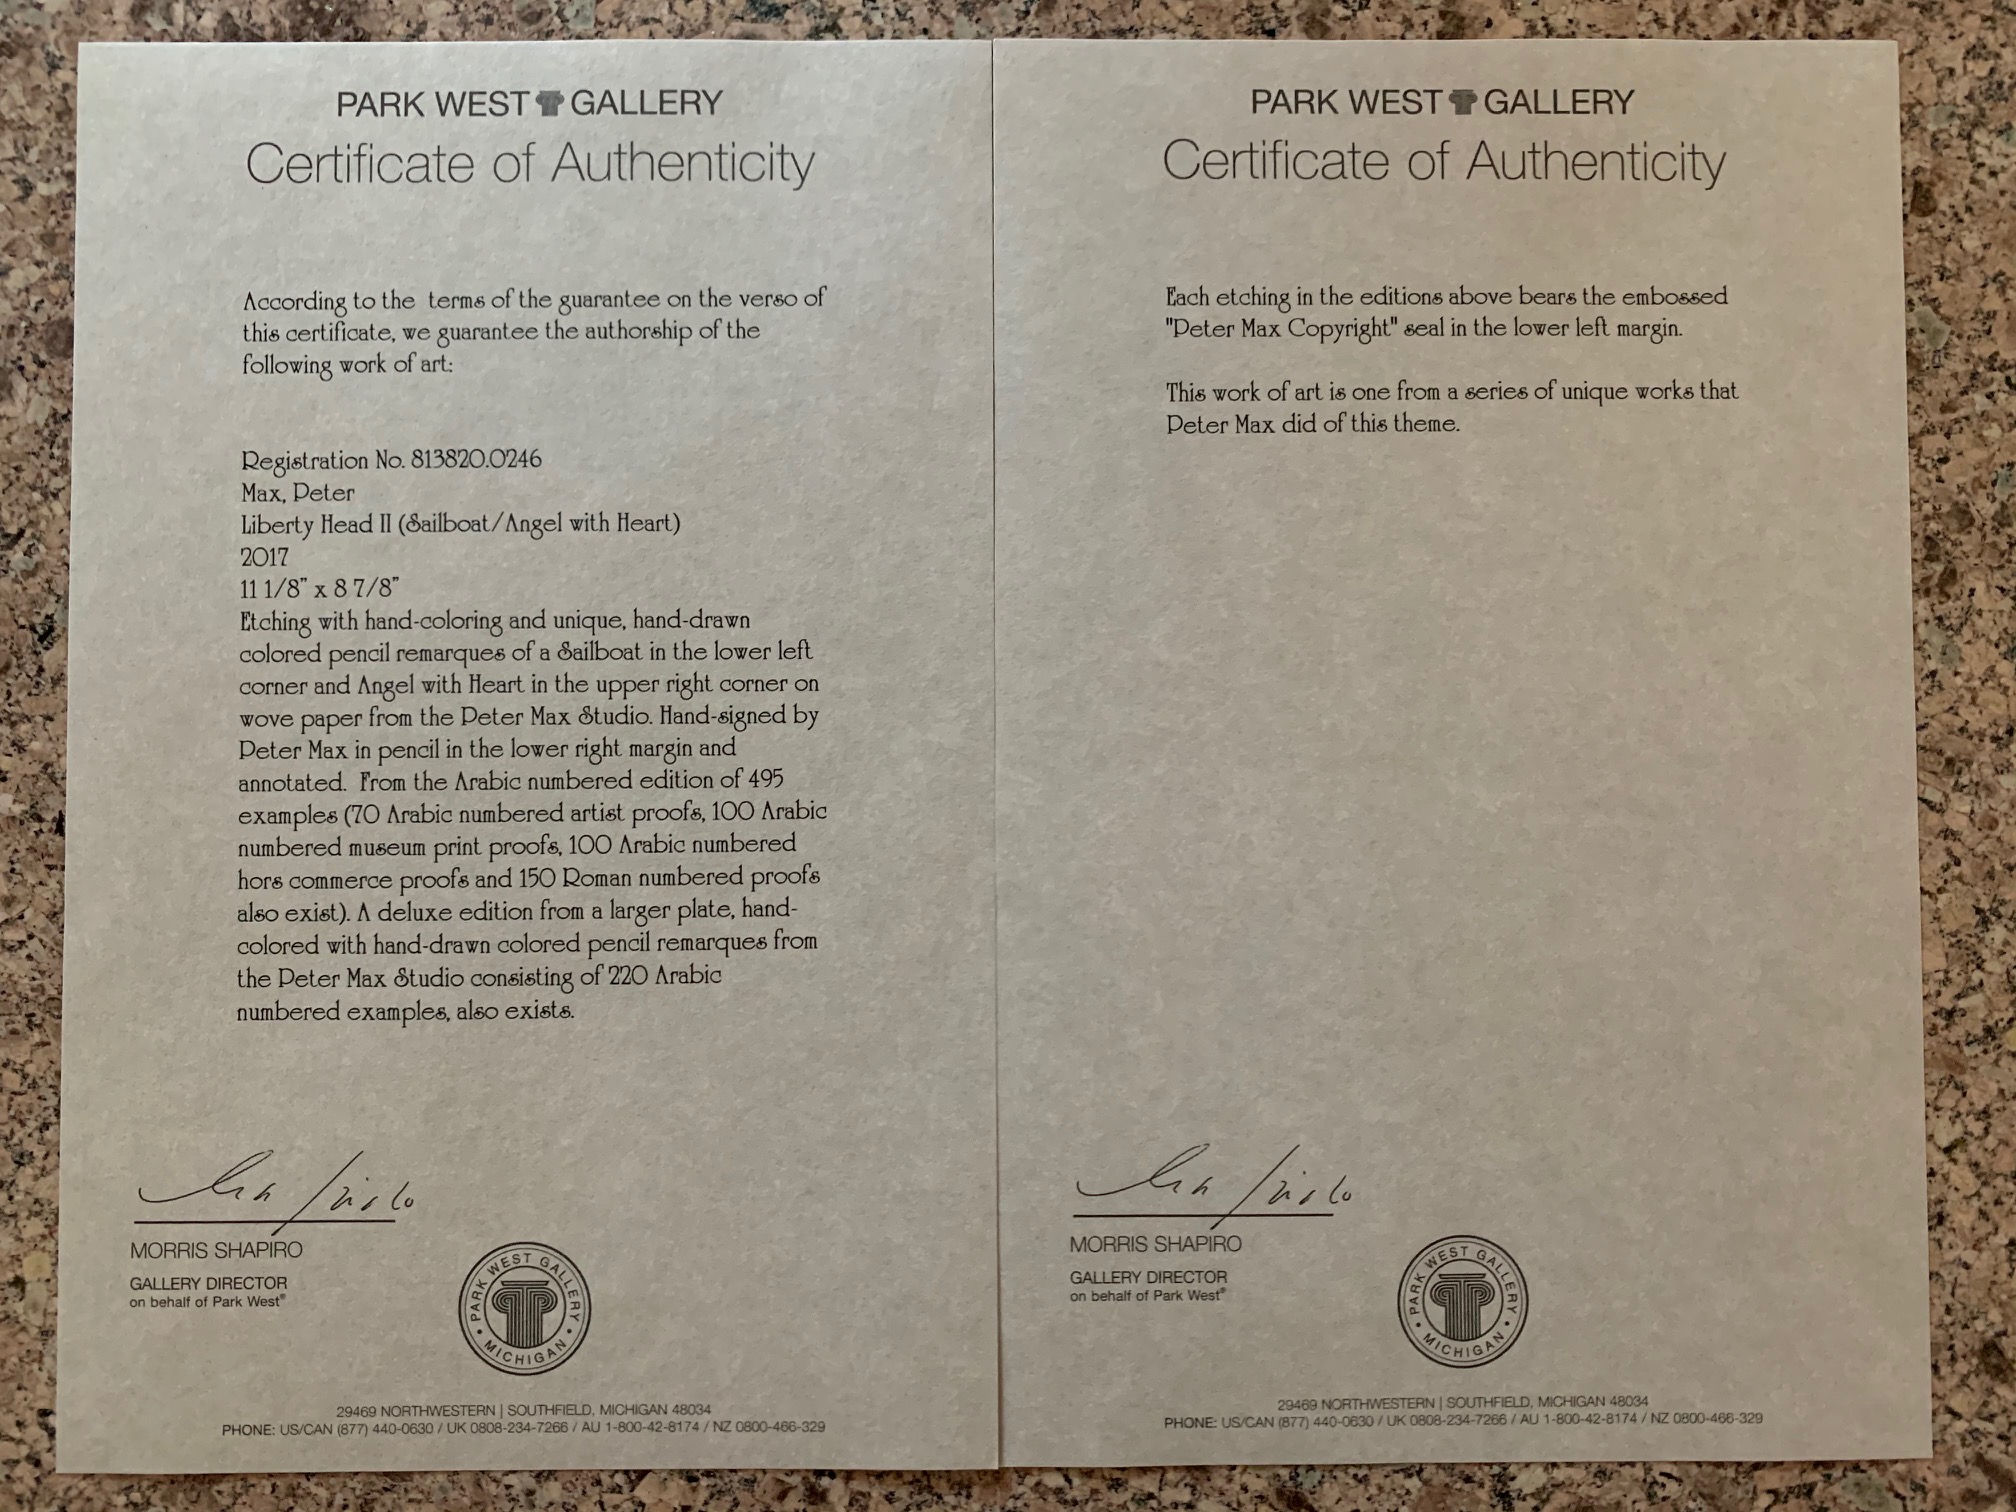 PARK WEST GALLERY
Certificate of Authenticity
According to the terms of the guarantee on the verso of
this certificate, we guarantee the authorship of the
following work of art:
Registration No. 813820.0246
Max, Peter
Liberty Head II (Sailboat/Angel with Heart)
2017
11 1/8" x 8 7/8"
Etching with hand-coloring and unique, hand-drawn
colored pencil remarques of a Sailboat in the lower left
corner and Angel with Heart in the upper right corner on
wove paper from the Peter Max Studio. Hand-signed by
Peter Max in pencil in the lower right margin and
annotated. From the Arabic numbered edition of 495
examples (70 Arabic numbered artist proofs, 100 Arabic
numbered museum print proofs, 100 Arabic numbered
hors commerce proofs and 150 Roman numbered proofs
also exist). A deluxe edition from a larger plate, hand-
colored with hand-drawn colored pencil remarques from
the Peter Max Studio consisting of 220 Arabic
numbered examples, also exists.
MORRIS SHAPIRO
GALLERY DIRECTOR
on behalf of Park West®
PARK WEST GALLERY • MICHIGAN •
29469 NORTHWESTERN | SOUTHFIELD, MICHIGAN 48034
PHONE: US/CAN (877) 440-0630 / UK 0808-234-7266 / AU 1-800-42-8174 / NZ 0800-466-329
PARK WEST GALLERY
Certificate of Authenticity
Each etching in the editions above bears the embossed
"Peter Max Copyright" seal in the lower left margin.
This work of art is one from a series of unique works that
Peter Max did of this theme.
MORRIS SHAPIRO
GALLERY DIRECTOR
on behalf of Park West®
PARK WEST GALLERY • MICHIGAN •
29469 NORTHWESTERN | SOUTHFIELD, MICHIGAN 48034
PHONE: US/CAN (877) 440-0630 / UK 0808-234-7266 / AU 1-800-42-8174 / NZ 0800-466-329